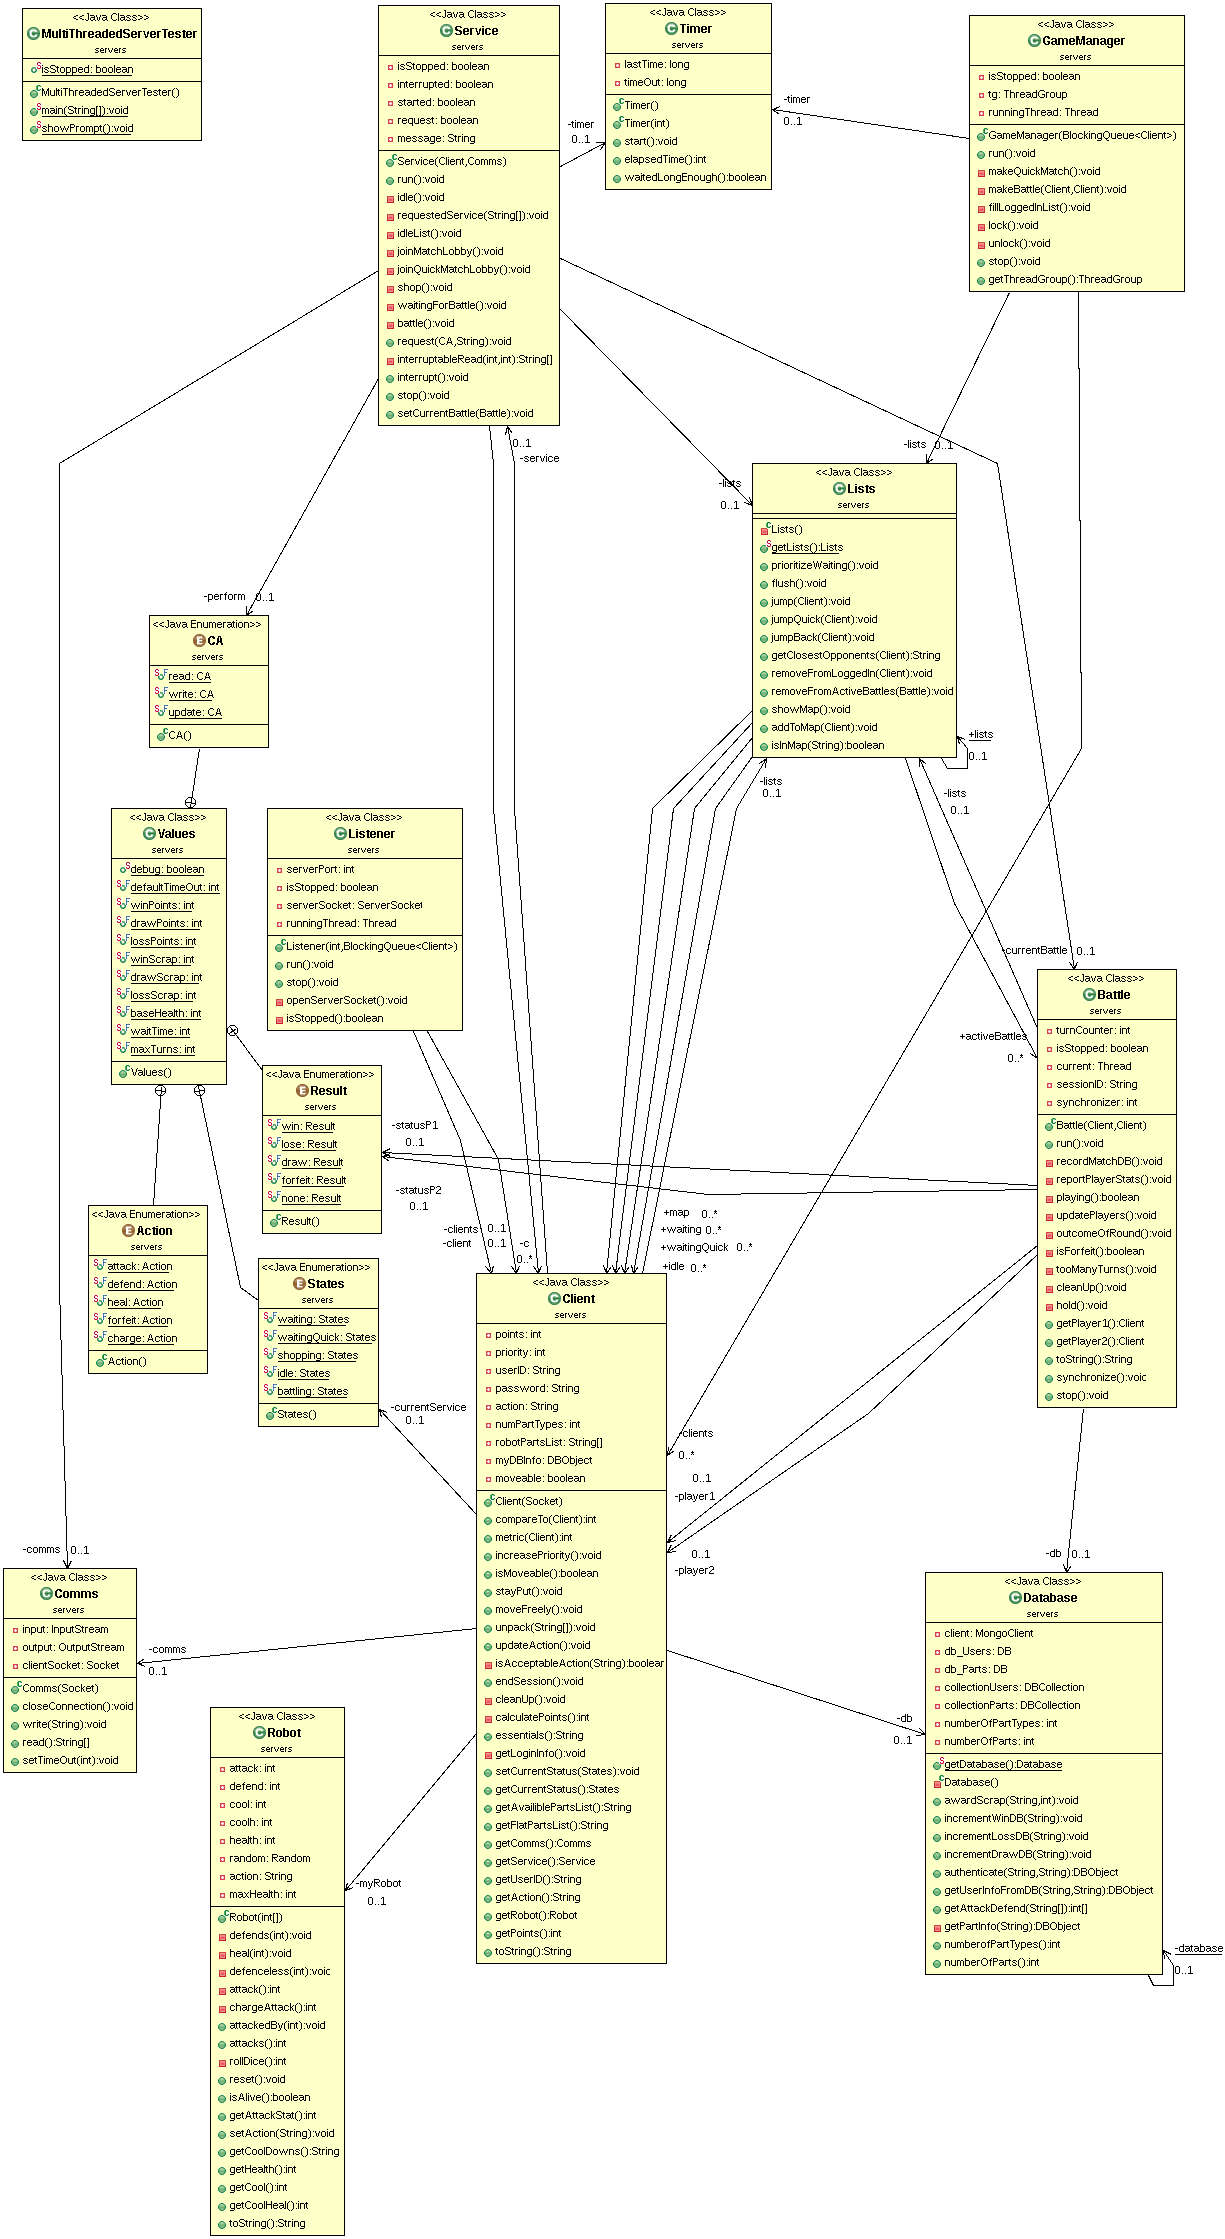 <<Java Class>>
MultiThreadedServerTester
servers
isStopped: boolean
MultiThreadedServerTester()
main(String[]):void
showPrompt():void
<<Java Class>>
Service
servers
isStopped: boolean
interrupted: boolean
started: boolean
request: boolean
message: String
Service(Client,Comms)
run():void
idle():void
requestedService(String[]):void
idleList():void
joinMatchLobby():void
joinQuickMatchLobby():void
shop():void
waitingForBattle():void
battle():void
request(CA,String):void
interruptableRead(int,int):String[]
interrupt():void
stop():void
setCurrentBattle(Battle):void
<<Java Class>>
Timer
servers
lastTime: long
timeOut: long
Timer()
Timer(int)
start():void
elapsedTime():int
waitedLongEnough():boolean
<<Java Class>>
GameManager
servers
isStopped: boolean
tg: ThreadGroup
runningThread: Thread
GameManager(BlockingQueue<Client>)
run():void
makeQuickMatch():void
makeBattle(Client,Client):void
fillLoggedInList():void
lock():void
unlock():void
stop():void
getThreadGroup():ThreadGroup
-timer
0..1
-timer
0..1
0..1
-service
-lists
0..1
-lists
0..1
<<Java Class>>
Lists
servers
Lists()
getLists():Lists
prioritizeWaiting():void
flush():void
jump(Client):void
jumpQuick(Client):void
jumpBack(Client):void
getClosestOpponents(Client):String
removeFromLoggedIn(Client):void
removeFromActiveBattles(Battle):void
showMap():void
addToMap(Client):void
isInMap(String):boolean
+lists
0..1
-lists
0..1
-lists
0..1
-perform
0..1
<<Java Enumeration>>
CA
servers
read: CA
write: CA
update: CA
CA()
<<Java Class>>
Values
servers
debug: boolean
defaultTimeOut: int
winPoints: int
drawPoints: int
lossPoints: int
winScrap: int
drawScrap: int
lossScrap: int
baseHealth: int
waitTime: int
maxTurns: int
Values()
<<Java Class>>
Listener
servers
serverPort: int
isStopped: boolean
serverSocket: ServerSocket
runningThread: Thread
Listener(int,BlockingQueue<Client>)
run():void
stop():void
openServerSocket():void
isStopped():boolean
-currentBattle
0..1
+activeBattles
0..*
<<Java Class>>
Battle
servers
turnCounter: int
isStopped: boolean
current: Thread
sessionID: String
synchronizer: int
Battle(Client,Client)
run():void
recordMatchDB():void
reportPlayerStats():void
playing():boolean
updatePlayers():void
outcomeOfRound():void
isForfeit():boolean
tooManyTurns():void
cleanUp():void
hold():void
getPlayer1():Client
getPlayer2():Client
toString():String
synchronize():void
stop():void
<<Java Enumeration>>
Result
servers
win: Result
lose: Result
draw: Result
forfeit: Result
none: Result
Result()
-statusP1
0..1
-statusP2
0..1
<<Java Enumeration>>
Action
servers
attack: Action
defend: Action
heal: Action
forfeit: Action
charge: Action
Action()
<<Java Enumeration>>
States
servers
waiting: States
waitingQuick: States
shopping: States
idle: States
battling: States
States()
-clients
0..1
-client
0..1
-c
0..*
+map
0..*
+waiting
0..*
+waitingQuick
0..*
+idle
0..*
-currentService
0..1
<<Java Class>>
Client
servers
points: int
priority: int
userID: String
password: String
action: String
numPartTypes: int
robotPartsList: String[]
myDBInfo: DBObject
moveable: boolean
Client(Socket)
compareTo(Client):int
metric(Client):int
increasePriority():void
isMoveable():boolean
stayPut():void
moveFreely():void
unpack(String[]):void
updateAction():void
isAcceptableAction(String):boolean
endSession():void
cleanUp():void
calculatePoints():int
essentials():String
getLoginInfo():void
setCurrentStatus(States):void
getCurrentStatus():States
getAvailiblePartsList():String
getFlatPartsList():String
getComms():Comms
getService():Service
getUserID():String
getAction():String
getRobot():Robot
getPoints():int
toString():String
-clients
0..*
0..1
-player1
0..1
-player2
-comms
0..1
<<Java Class>>
Comms
servers
input: InputStream
output: OutputStream
clientSocket: Socket
Comms(Socket)
closeConnection():void
write(String):void
read():String[]
setTimeOut(int):void
-comms
0..1
-db
0..1
-db
0..1
<<Java Class>>
Database
servers
client: MongoClient
db_Users: DB
db_Parts: DB
collectionUsers: DBCollection
collectionParts: DBCollection
numberOfPartTypes: int
numberOfParts: int
getDatabase():Database
Database()
awardScrap(String,int):void
incrementWinDB(String):void
incrementLossDB(String):void
incrementDrawDB(String):void
authenticate(String,String):DBObject
getUserInfoFromDB(String,String):DBObject
getAttackDefend(String[]):int[]
getPartInfo(String):DBObject
numberofPartTypes():int
numberOfParts():int
-database
0..1
<<Java Class>>
Robot
servers
attack: int
defend: int
cool: int
coolh: int
health: int
random: Random
action: String
maxHealth: int
Robot(int[])
defends(int):void
heal(int):void
defenceless(int):void
attack():int
chargeAttack():int
attackedBy(int):void
attacks():int
rollDice():int
reset():void
isAlive():boolean
getAttackStat():int
setAction(String):void
getCoolDowns():String
getHealth():int
getCool():int
getCoolHeal():int
toString():String
-myRobot
0..1